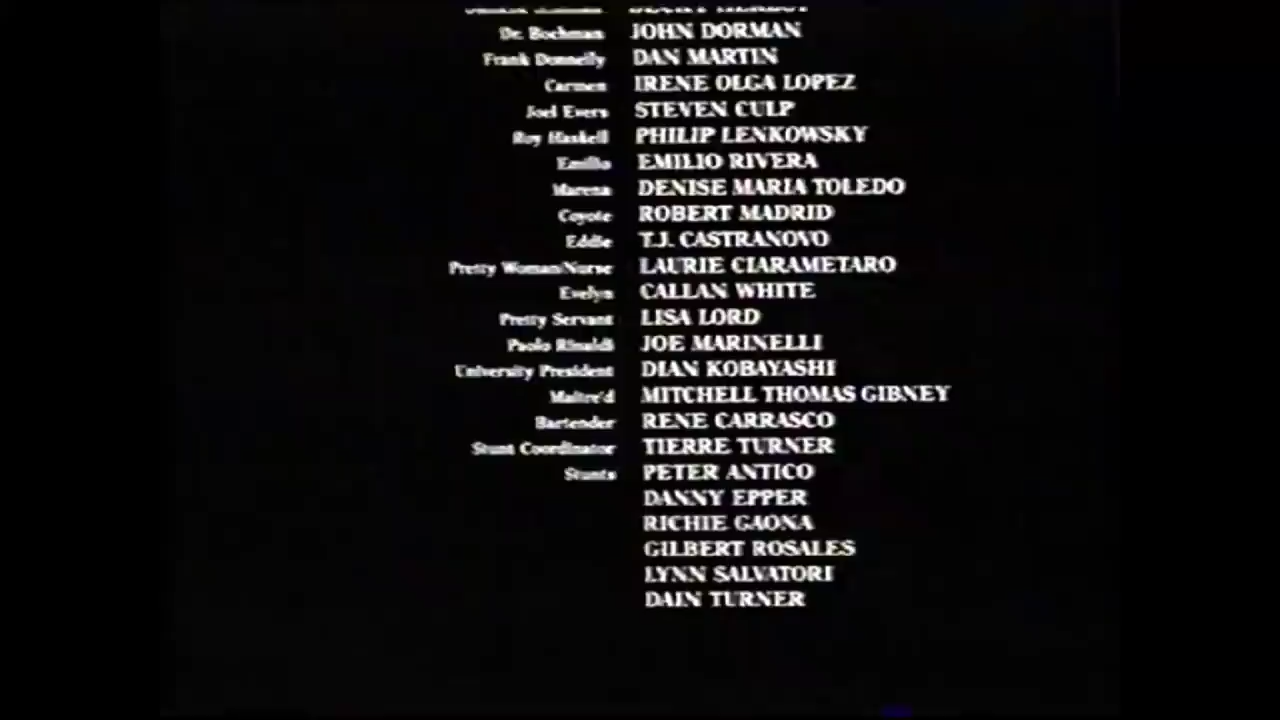 Dr. Bochman JOHN DORMAN
Frank Donnelly DAN MARTIN
Carmen IRENE OLGA LOPEZ
Joel Evers STEVEN CULP
Roy Haskell PHILIP LENKOWSKY
Emilio EMILIO RIVERA
Marena DENISE MARIA TOLEDO
Coyote ROBERT MADRID
Eddie T.J. CASTRANOVO
Pretty Woman/Nurse LAURIE CIARAMETARO
Evelyn CALLAN WHITE
Pretty Servant LISA LORD
Paolo Rinaldi JOE MARINELLI
University President DIAN KOBAYASHI
Maitre'd MITCHELL THOMAS GIBNEY
Bartender RENE CARRASCO
Stunt Coordinator TIERRE TURNER
Stunts PETER ANTICO
DANNY EPPER
RICHIE GAONA
GILBERT ROSALES
LYNN SALVATORI
DAIN TURNER